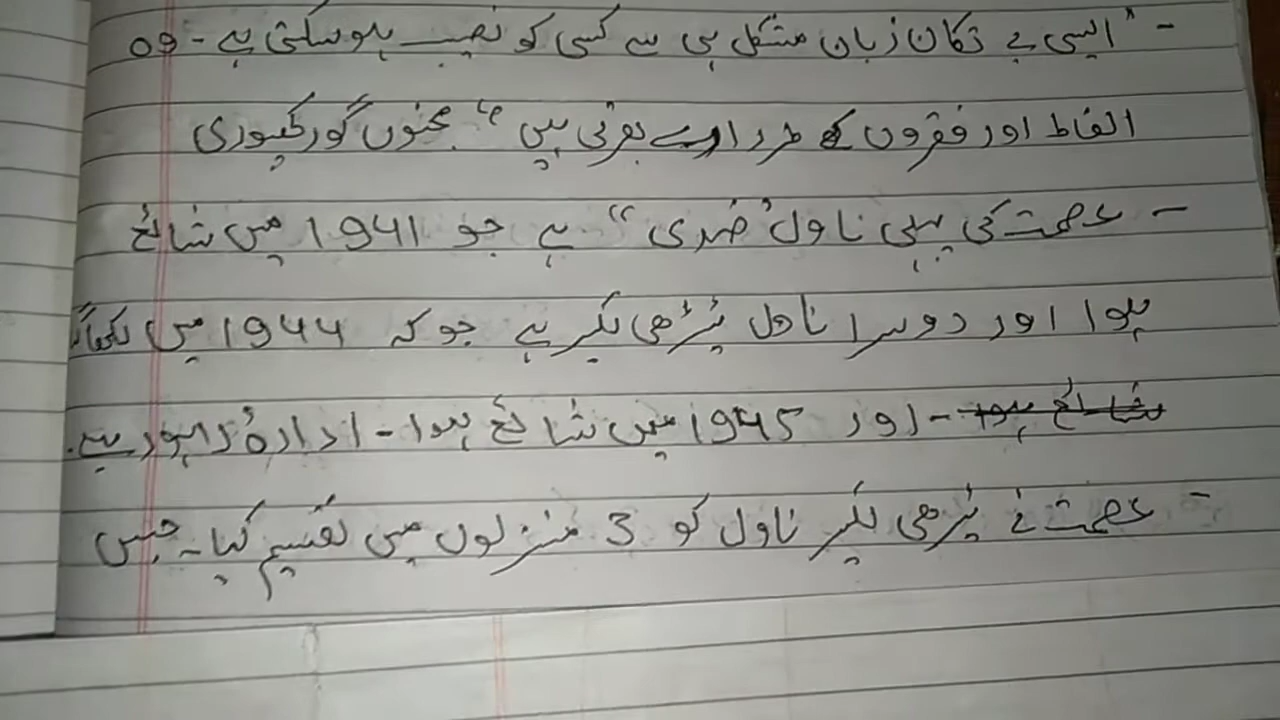 - "ایسی بے تکان زبان مشکل ہی سے کسی کو نصیب ہو سکتی ہے - وہ
الفاظ اور فقروں کے طرارے بھرتی ہیں" مجنوں گورکھپوری
- عصمت کی پہلی ناول "ضدی" ہے جو 1941 میں شائع
ہوا اور دوسرا ناول ٹیڑھی لکیر ہے جو کہ 1944 میں لکھا گیا
شائع ہوا - اور 1945 میں شائع ہوا - ادارہ لاہور سے
- عصمت نے ٹیڑھی لکیر ناول کو 3 منزلوں میں تقسیم کیا - جس